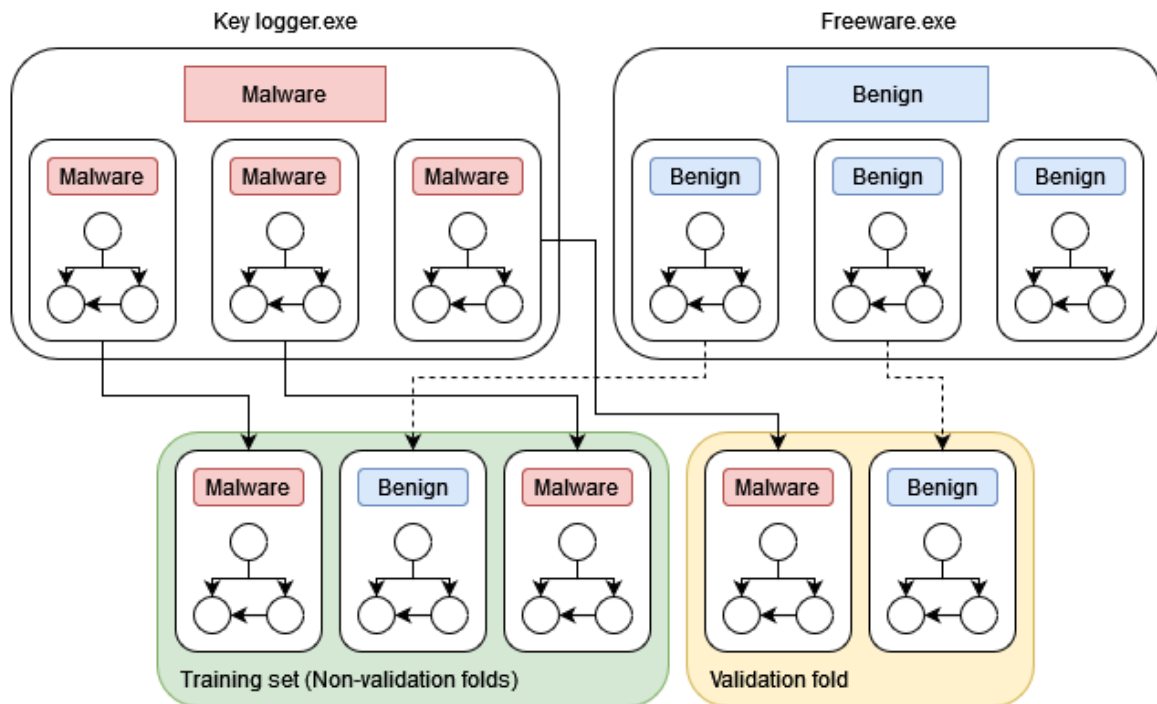 Key logger.exe
Freeware.exe
Malware
Benign
Malware
Malware
Malware
Benign
Benign
Benign
Malware
Benign
Malware
Malware
Benign
Training set (Non-validation folds)
Validation fold